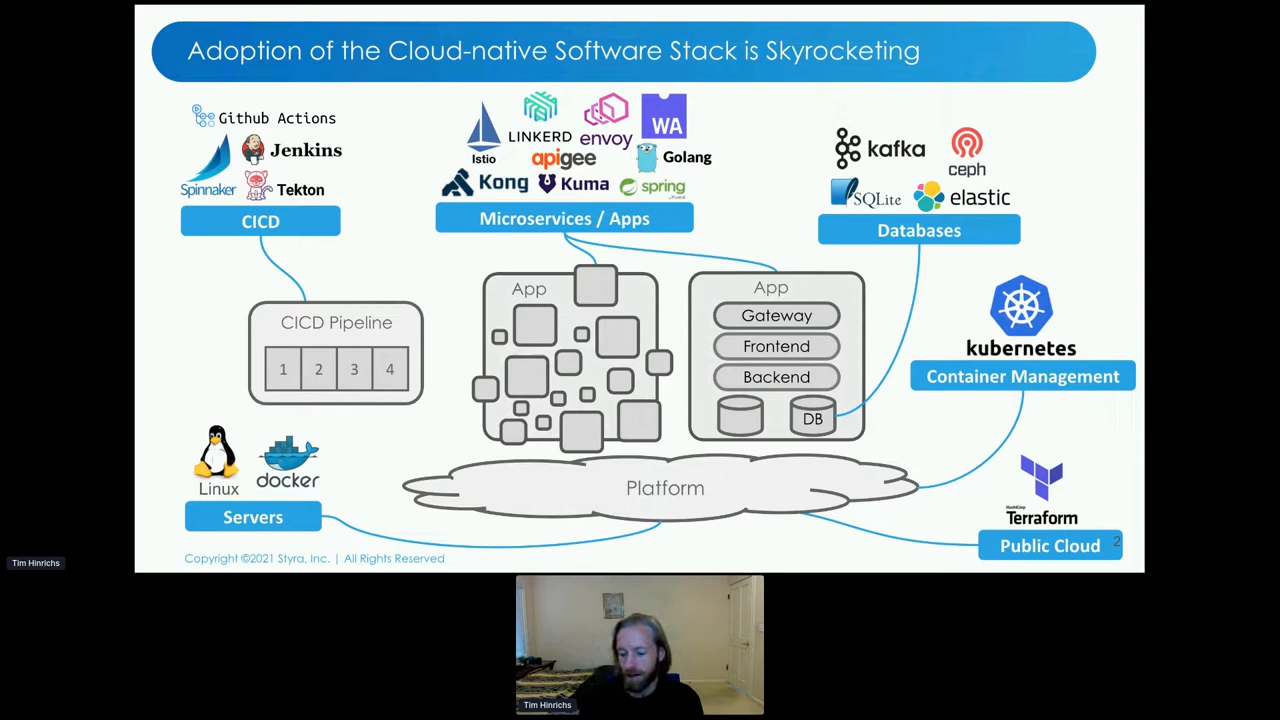 Adoption of the Cloud-native Software Stack is Skyrocketing
Github Actions
Jenkins
Spinnaker
Tekton
CICD
Istio
LINKERD
envoy
WA
apigee
Golang
Kong
Kuma
spring
Microservices / Apps
kafka
ceph
SQLite
elastic
Databases
CICD Pipeline
1 2 3 4
App
App
Gateway
Frontend
Backend
DB
kubernetes
Container Management
Linux
docker
Servers
Platform
HashiCorp
Terraform
Public Cloud
2
Copyright ©2021 Styra, Inc. | All Rights Reserved
Tim Hinrichs
Tim Hinrichs